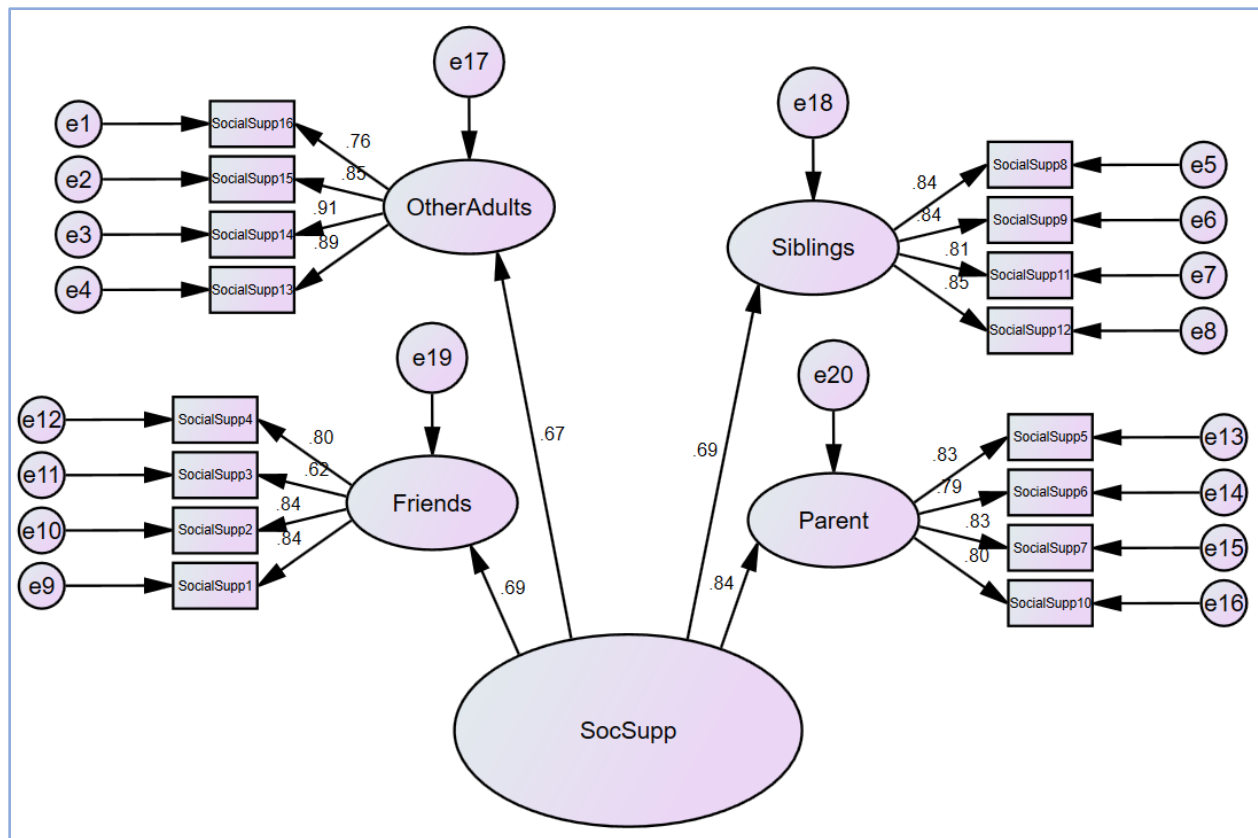 e17
e1
SocialSupp16
.76
e2
SocialSupp15
.85
e3
SocialSupp14
.91
e4
SocialSupp13
.89
OtherAdults
e18
Siblings
.84
SocialSupp8
e5
.84
SocialSupp9
e6
.81
SocialSupp11
e7
.85
SocialSupp12
e8
e19
e12
SocialSupp4
.80
e11
SocialSupp3
.62
e10
SocialSupp2
.84
e9
SocialSupp1
.84
Friends
e20
Parent
.83
SocialSupp5
e13
.79
SocialSupp6
e14
.83
SocialSupp7
e15
.80
SocialSupp10
e16
.67
.69
.69
.84
SocSupp